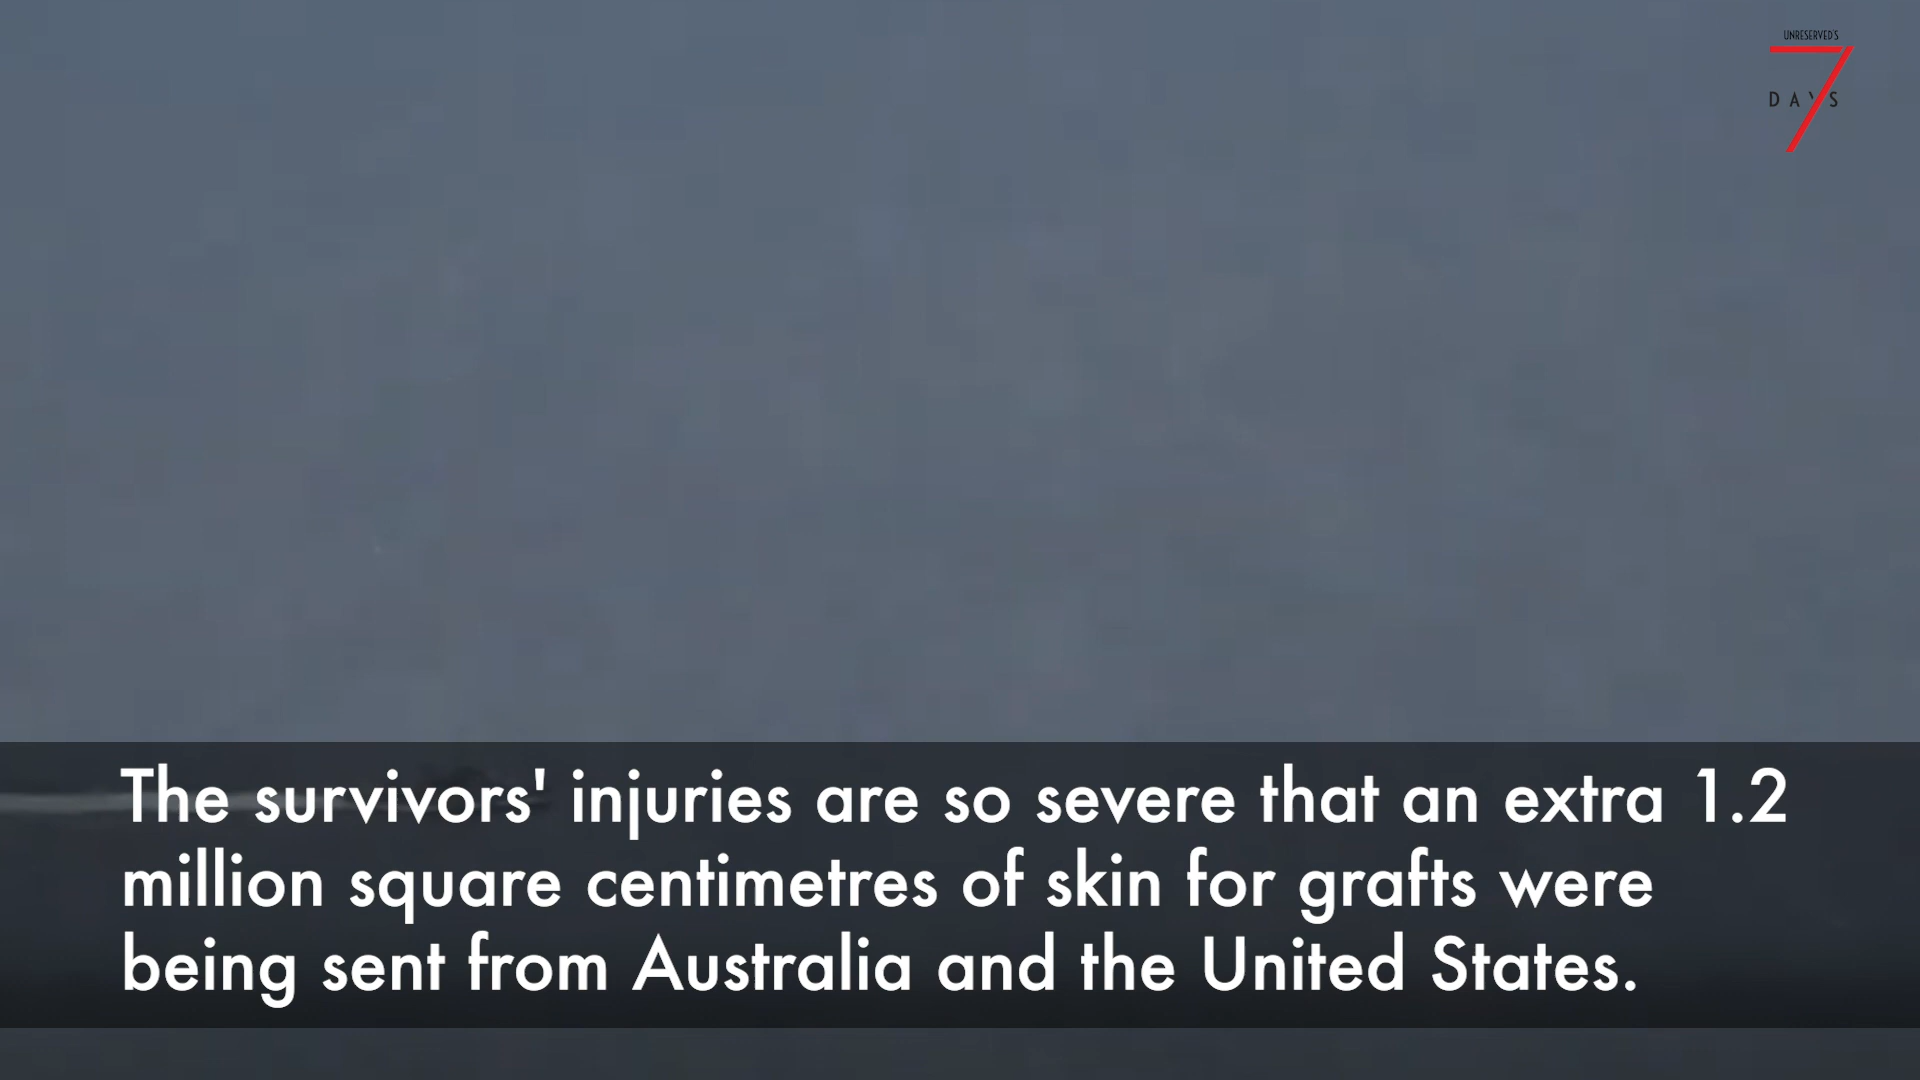 UNRESERVED'S
7
DAYS
The survivors' injuries are so severe that an extra 1.2
million square centimetres of skin for grafts were
being sent from Australia and the United States.